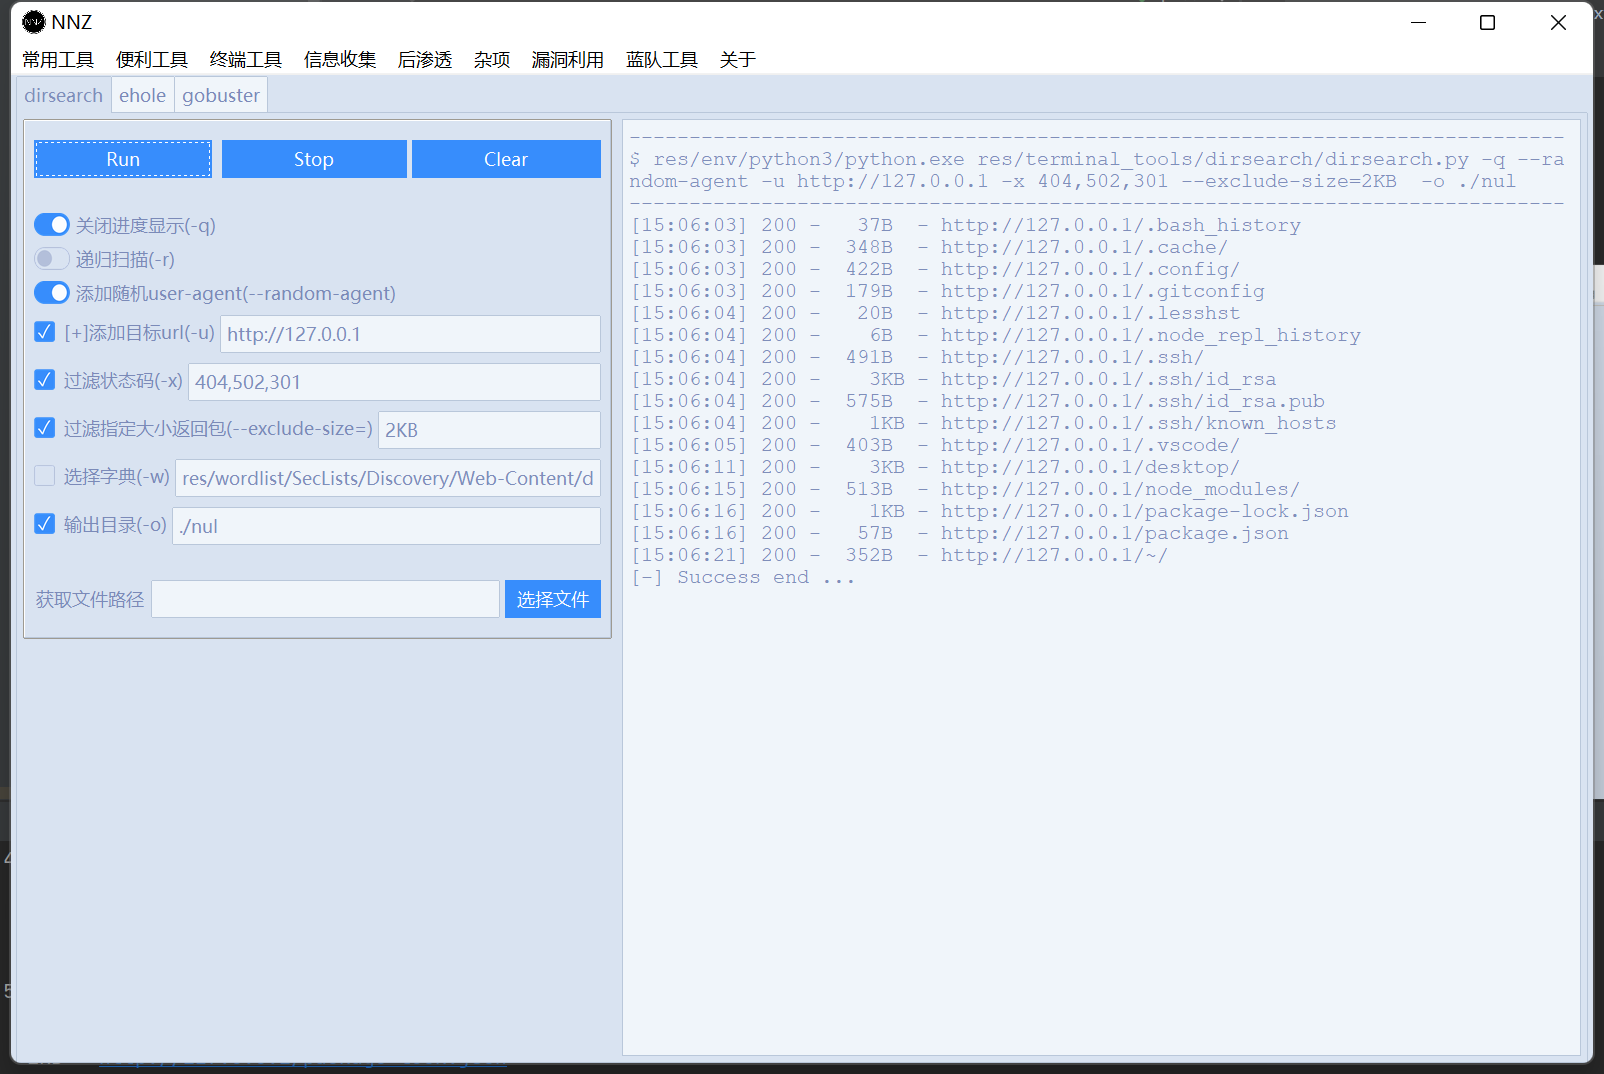 NNZ
常用工具 便利工具 终端工具 信息收集 后渗透 杂项 漏洞利用 蓝队工具 关于
dirsearch ehole gobuster
Run Stop Clear
关闭进度显示(-q)
递归扫描(-r)
添加随机user-agent(--random-agent)
[+]添加目标url(-u) http://127.0.0.1
过滤状态码(-x) 404,502,301
过滤指定大小返回包(--exclude-size=) 2KB
选择字典(-w) res/wordlist/SecLists/Discovery/Web-Content/d
输出目录(-o) ./nul
获取文件路径 选择文件
--------------------------------------------------------------------------------
$ res/env/python3/python.exe res/terminal_tools/dirsearch/dirsearch.py -q --ra
ndom-agent -u http://127.0.0.1 -x 404,502,301 --exclude-size=2KB  -o ./nul
--------------------------------------------------------------------------------
[15:06:03] 200 -   37B  - http://127.0.0.1/.bash_history
[15:06:03] 200 -  348B  - http://127.0.0.1/.cache/
[15:06:03] 200 -  422B  - http://127.0.0.1/.config/
[15:06:03] 200 -  179B  - http://127.0.0.1/.gitconfig
[15:06:04] 200 -   20B  - http://127.0.0.1/.lesshst
[15:06:04] 200 -    6B  - http://127.0.0.1/.node_repl_history
[15:06:04] 200 -  491B  - http://127.0.0.1/.ssh/
[15:06:04] 200 -    3KB - http://127.0.0.1/.ssh/id_rsa
[15:06:04] 200 -  575B  - http://127.0.0.1/.ssh/id_rsa.pub
[15:06:04] 200 -    1KB - http://127.0.0.1/.ssh/known_hosts
[15:06:05] 200 -  403B  - http://127.0.0.1/.vscode/
[15:06:11] 200 -    3KB - http://127.0.0.1/desktop/
[15:06:15] 200 -  513B  - http://127.0.0.1/node_modules/
[15:06:16] 200 -    1KB - http://127.0.0.1/package-lock.json
[15:06:16] 200 -   57B  - http://127.0.0.1/package.json
[15:06:21] 200 -  352B  - http://127.0.0.1/~/
[-] Success end ...